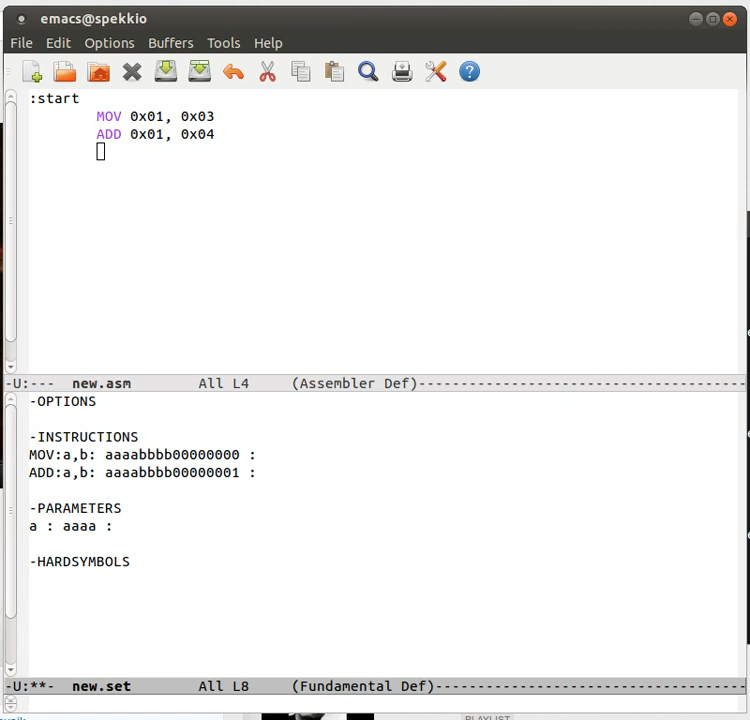 emacs@spekkio
File Edit Options Buffers Tools Help
:start
MOV 0x01, 0x03
ADD 0x01, 0x04
-U:--- new.asm All L4 (Assembler Def)---------------------------------------
-OPTIONS
-INSTRUCTIONS
MOV:a,b: aaaabbbb00000000 :
ADD:a,b: aaaabbbb00000001 :
-PARAMETERS
a : aaaa :
-HARDSYMBOLS
-U:**- new.set All L8 (Fundamental Def)-------------------------------------
PLAYLIST